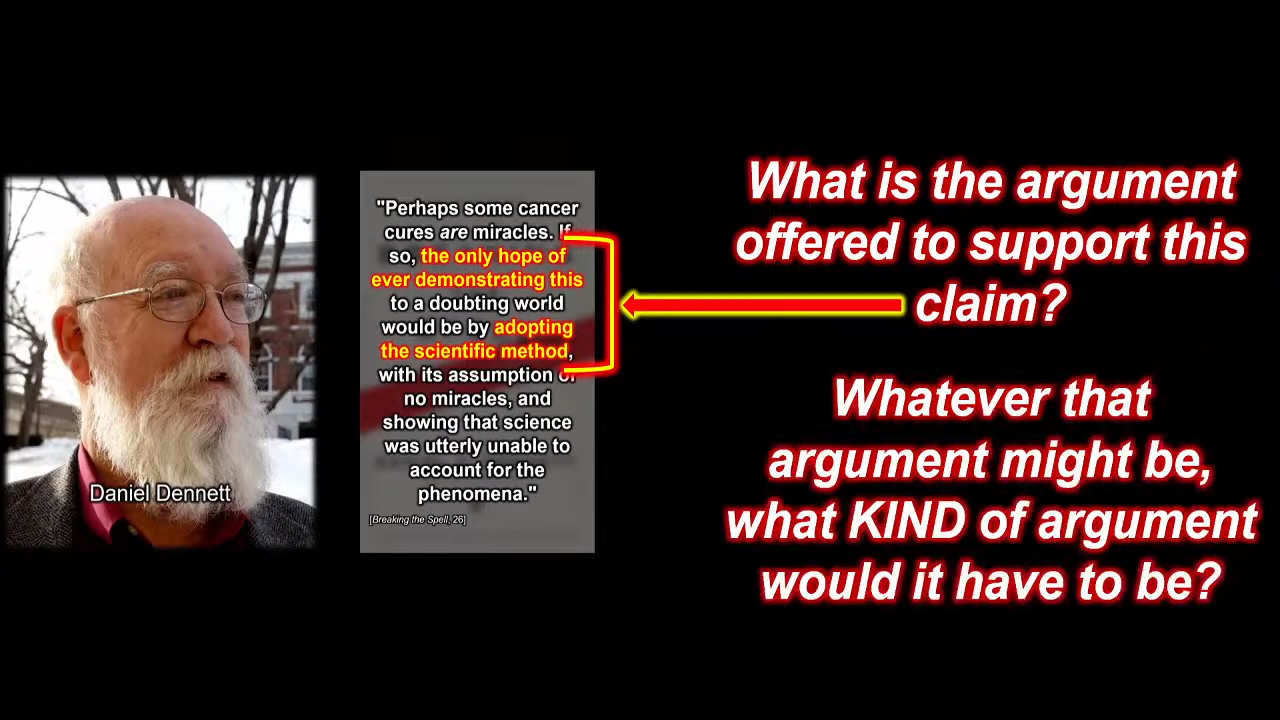 "Perhaps some cancer
cures are miracles. If
so, the only hope of
ever demonstrating this
to a doubting world
would be by adopting
the scientific method,
with its assumption of
no miracles, and
showing that science
was utterly unable to
account for the
phenomena."
[Breaking the Spell, 26]
Daniel Dennett
What is the argument
offered to support this
claim?
Whatever that
argument might be,
what KIND of argument
would it have to be?